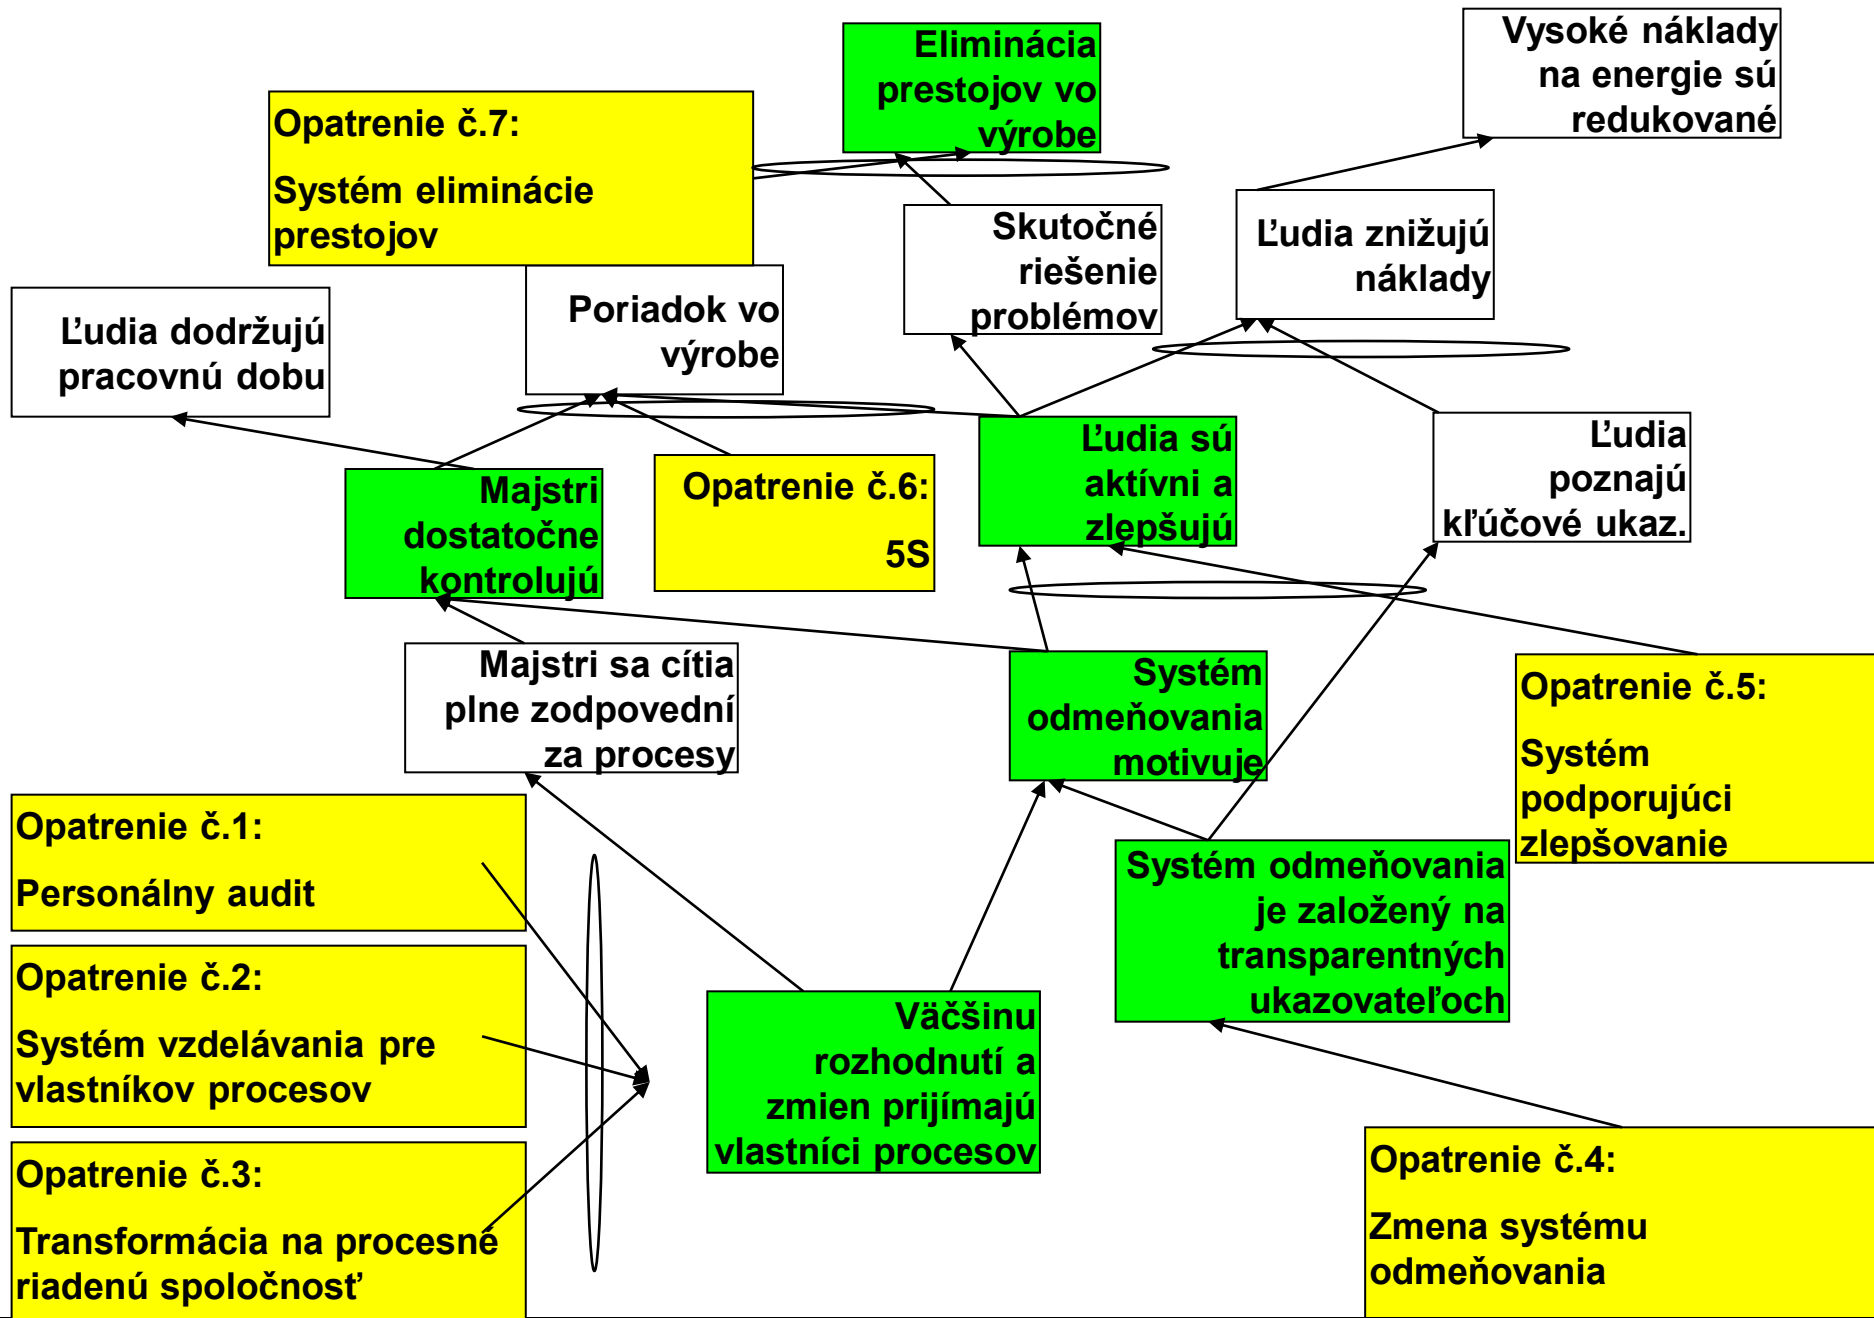 Eliminácia
prestojov vo
výrobe
Vysoké náklady
na energie sú
redukované
Opatrenie č.7:
Systém eliminácie
prestojov
Skutočné
riešenie
problémov
Ľudia znižujú
náklady
Ľudia dodržujú
pracovnú dobu
Poriadok vo
výrobe
Majstri
dostatočne
kontrolujú
Opatrenie č.6:
5S
Ľudia sú
aktívni a
zlepšujú
Ľudia
poznajú
kľúčové ukaz.
Majstri sa cítia
plne zodpovední
za procesy
Systém
odmeňovania
motivuje
Opatrenie č.5:
Systém
podporujúci
zlepšovanie
Opatrenie č.1:
Personálny audit
Systém odmeňovania
je založený na
transparentných
ukazovateľoch
Opatrenie č.2:
Systém vzdelávania pre
vlastníkov procesov
Väčšinu
rozhodnutí a
zmien prijímajú
vlastníci procesov
Opatrenie č.3:
Transformácia na procesné
riadenú spoločnosť
Opatrenie č.4:
Zmena systému
odmeňovania